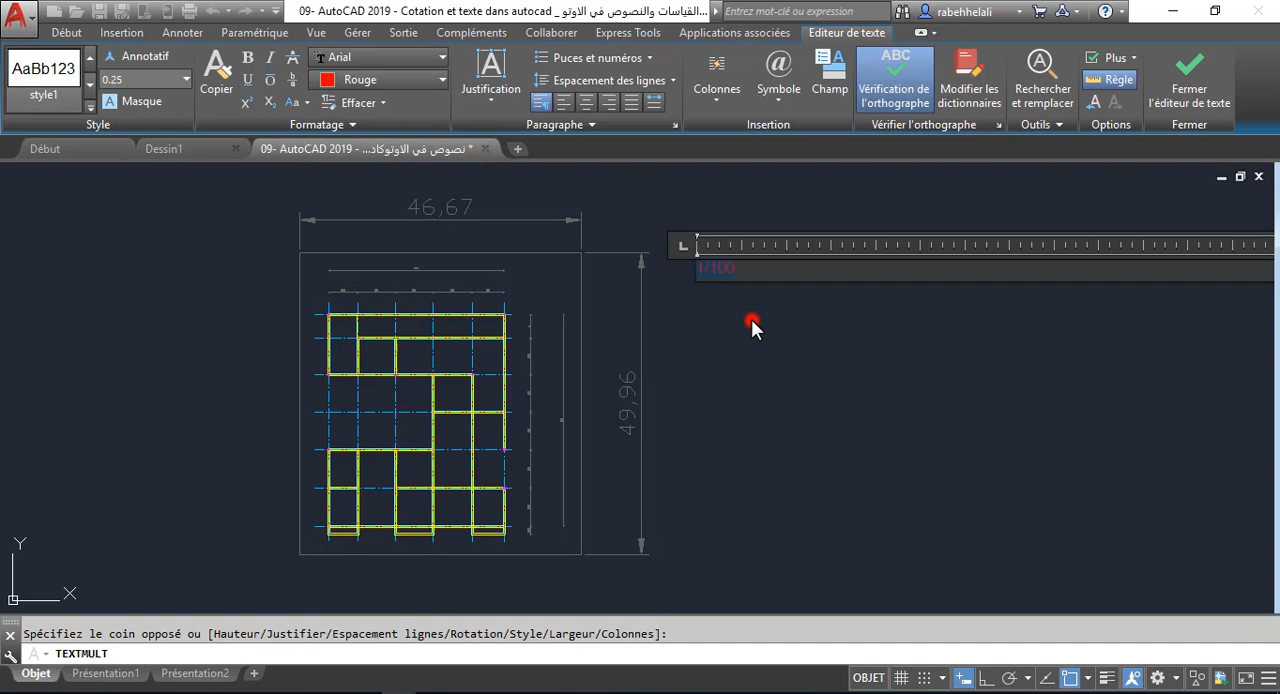 09- AutoCAD 2019 - Cotation et texte dans autocad _ القياسات والنصوص في الاوتو...
Entrez mot-clé ou expression
rabehhelali
Début Insertion Annoter Paramétrique Vue Gérer Sortie Compléments Collaborer Express Tools Applications associées Editeur de texte
AaBb123
style1
Annotatif
0.25
Masque
Style
Copier
Arial
Rouge
Effacer
Formatage
Justification
Puces et numéros
Espacement des lignes
Paragraphe
Colonnes
Symbole
Champ
Insertion
ABC
Vérification de l'orthographe
Modifier les dictionnaires
Vérifier l'orthographe
Rechercher et remplacer
Outils
Plus
Règle
Options
Fermer l'éditeur de texte
Fermer
Début
Dessin1
09- AutoCAD 2019 -... نصوص في الاوتوكاد*
46,67
49,96
1/100
Y
X
Spécifiez le coin opposé ou [Hauteur/Justifier/Espacement lignes/Rotation/Style/Largeur/Colonnes]:
TEXTMULT
Objet Présentation1 Présentation2
OBJET